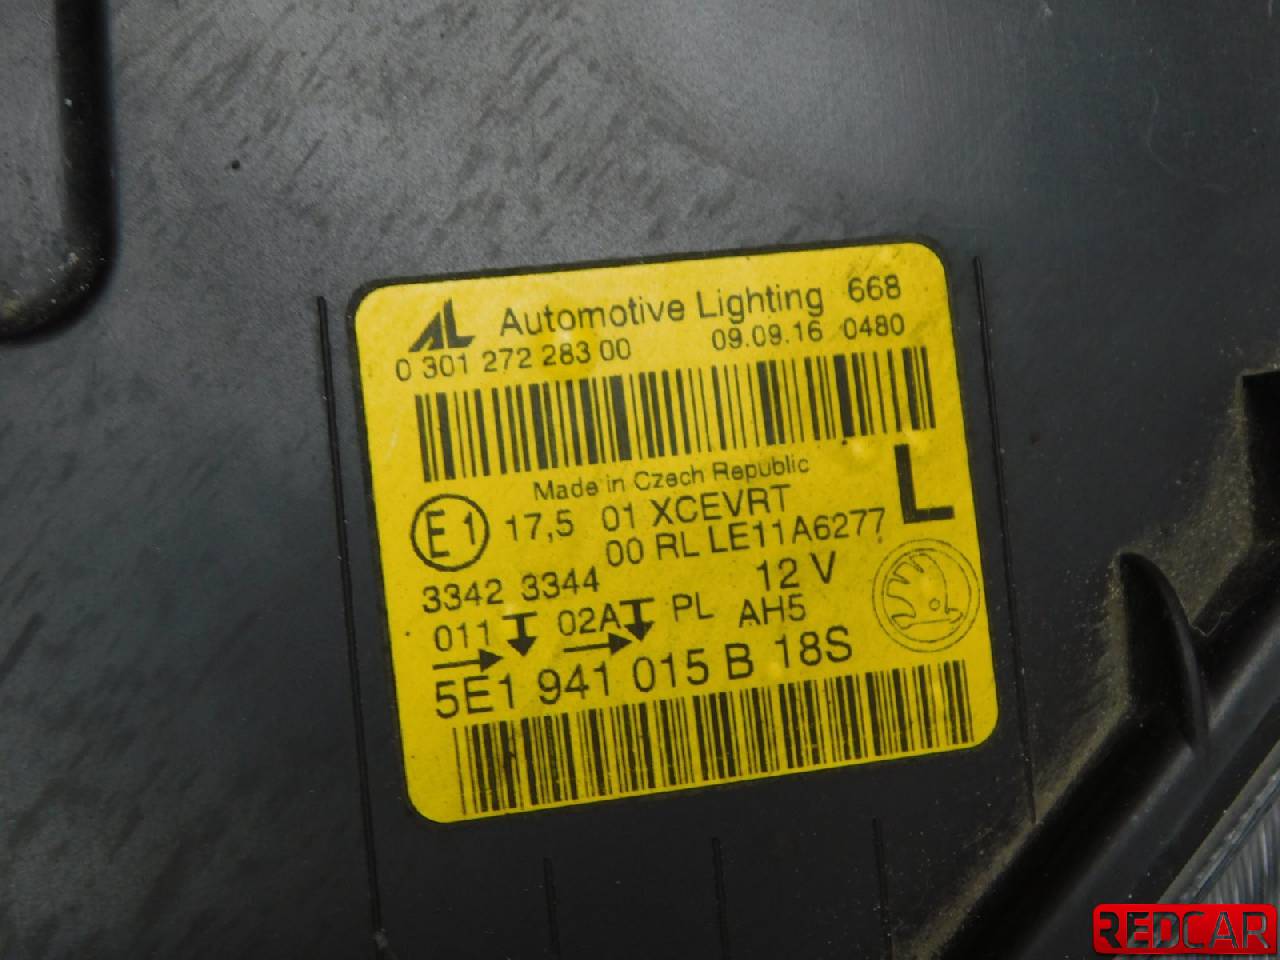 AL Automotive Lighting 668
0 301 272 283 00 09.09.16 0480
Made in Czech Republic
L
E1 17,5 01 XCEVRT
00 RL LE11A6277
3342 3344 12 V
011 02A PL AH5
5E1 941 015 B 18S
REDCAR